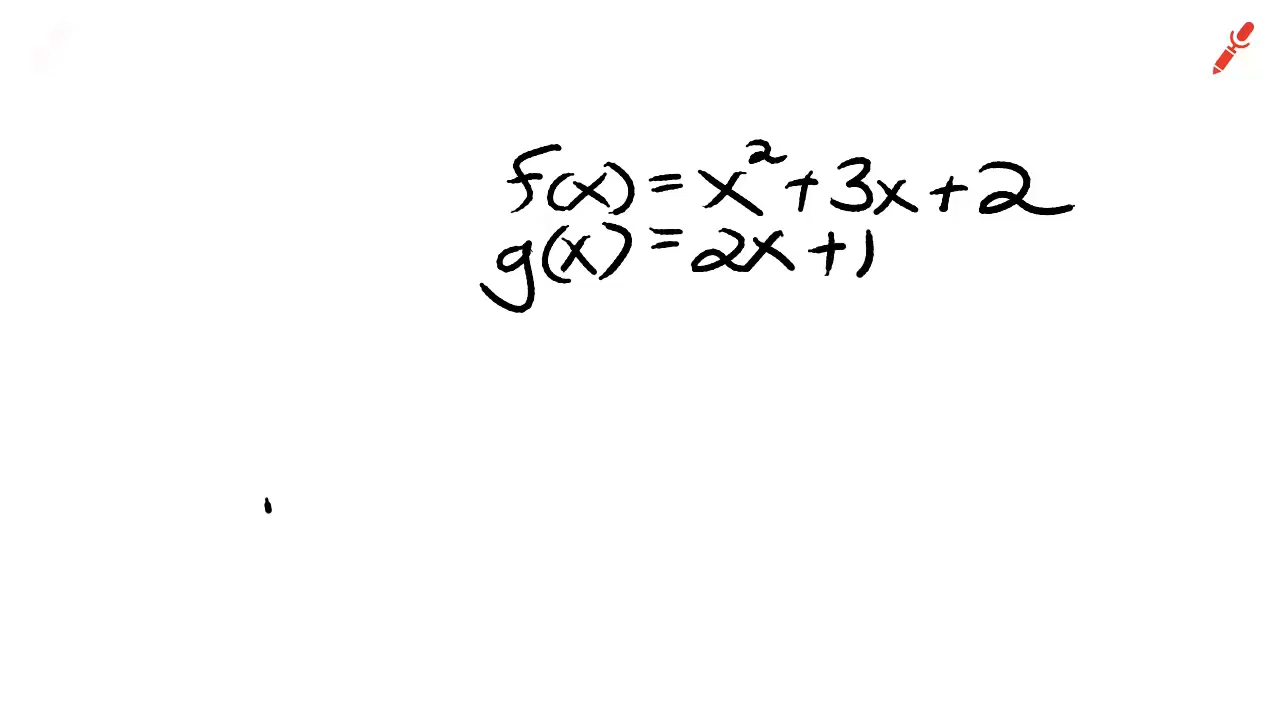 f(x) = x² + 3x + 2
g(x) = 2x + 1